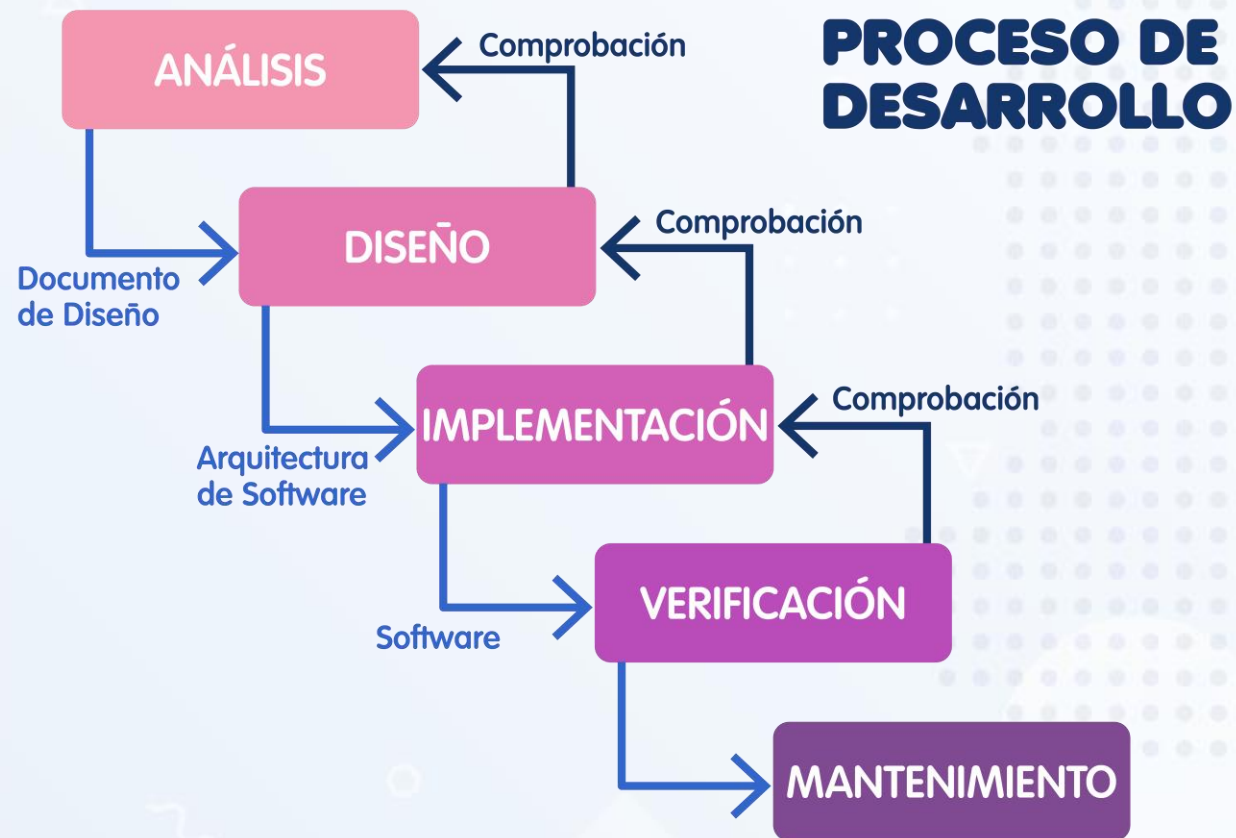 PROCESO DE
DESARROLLO
ANÁLISIS
Comprobación
DISEÑO
Comprobación
Documento
de Diseño
IMPLEMENTACIÓN
Comprobación
Arquitectura
de Software
VERIFICACIÓN
Software
MANTENIMIENTO